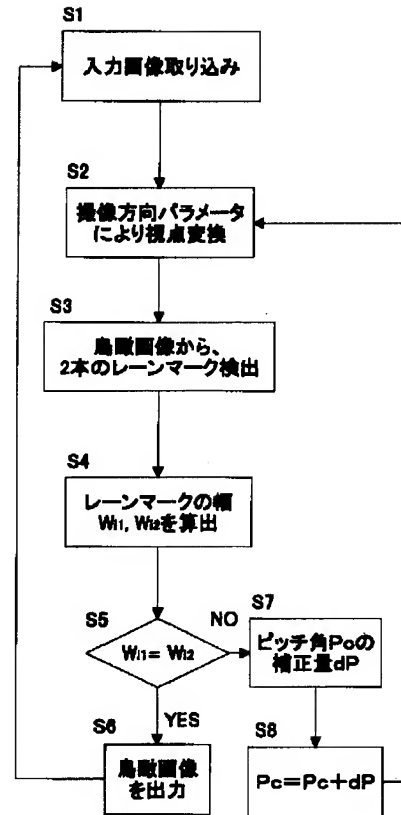 S1
入力画像取り込み
S2
撮像方向パラメータ
により視点変換
S3
鳥瞰画像から、
2本のレーンマーク検出
S4
レーンマークの幅
Wl1, Wl2を算出
S5
Wl1= Wl2
NO
S7
ピッチ角Pcの
補正量dP
YES
S6
鳥瞰画像
を出力
S8
Pc=Pc+dP